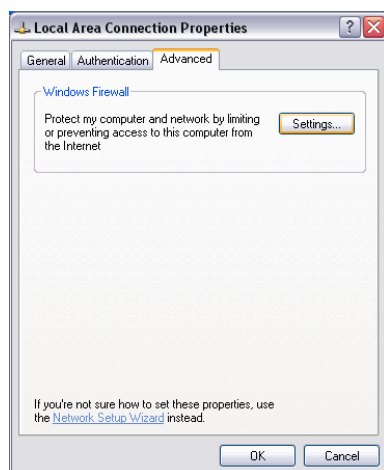 Local Area Connection Properties
General Authentication Advanced
Windows Firewall
Protect my computer and network by limiting
or preventing access to this computer from
the Internet
Settings...
If you're not sure how to set these properties, use
the Network Setup Wizard instead.
OK Cancel